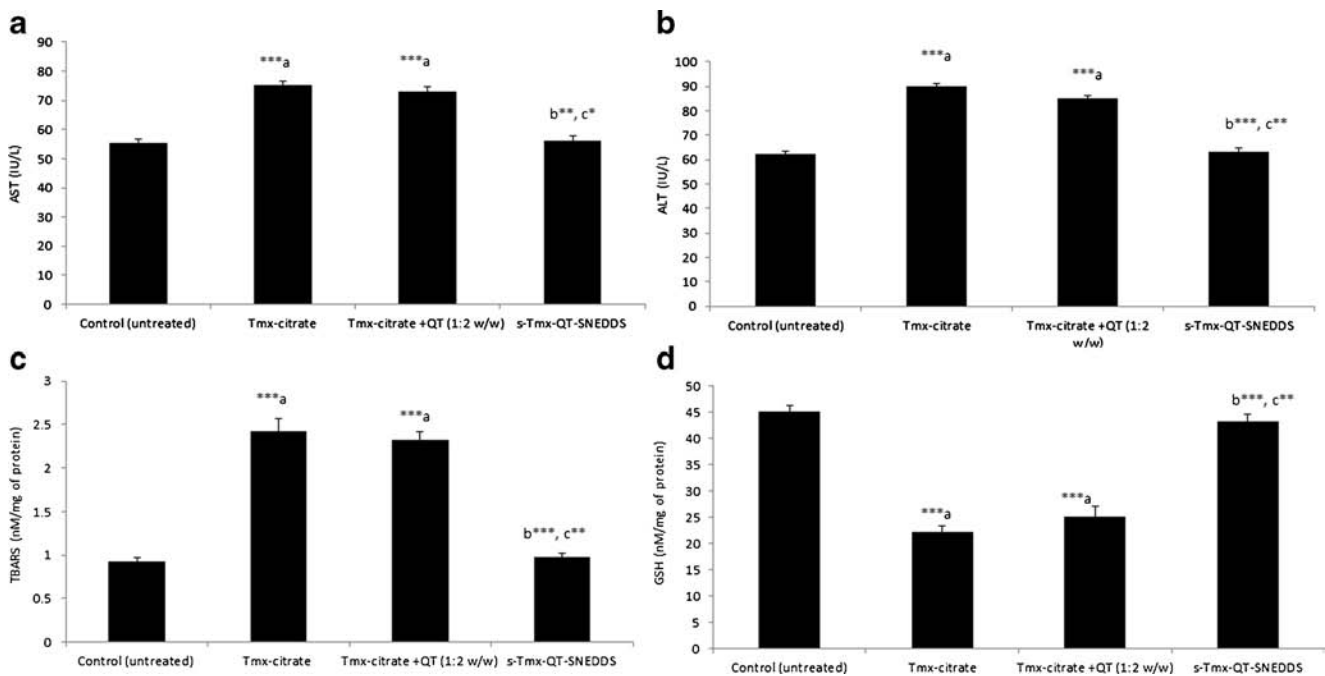 a
AST (IU/L)
90
80
70
60
50
40
30
20
10
0
***a
***a
b**, c*
Control (untreated)
Tmx-citrate
Tmx-citrate +QT (1:2 w/w)
s-Tmx-QT-SNEDDS
b
ALT (IU/L)
100
90
80
70
60
50
40
30
20
10
0
***a
***a
b***, c**
Control (untreated)
Tmx-citrate
Tmx-citrate +QT (1:2
w/w)
s-Tmx-QT-SNEDDS
c
TBARS (nM/mg of protein)
3
2.5
2
1.5
1
0.5
0
***a
***a
b***, c**
Control (untreated)
Tmx-citrate
Tmx-citrate +QT (1:2 w/w)
s-Tmx-QT-SNEDDS
d
GSH (nM/mg of protein)
50
45
40
35
30
25
20
15
10
5
0
***a
***a
b***, c**
Control (untreated)
Tmx-citrate
Tmx-citrate +QT (1:2 w/w)
s-Tmx-QT-SNEDDS